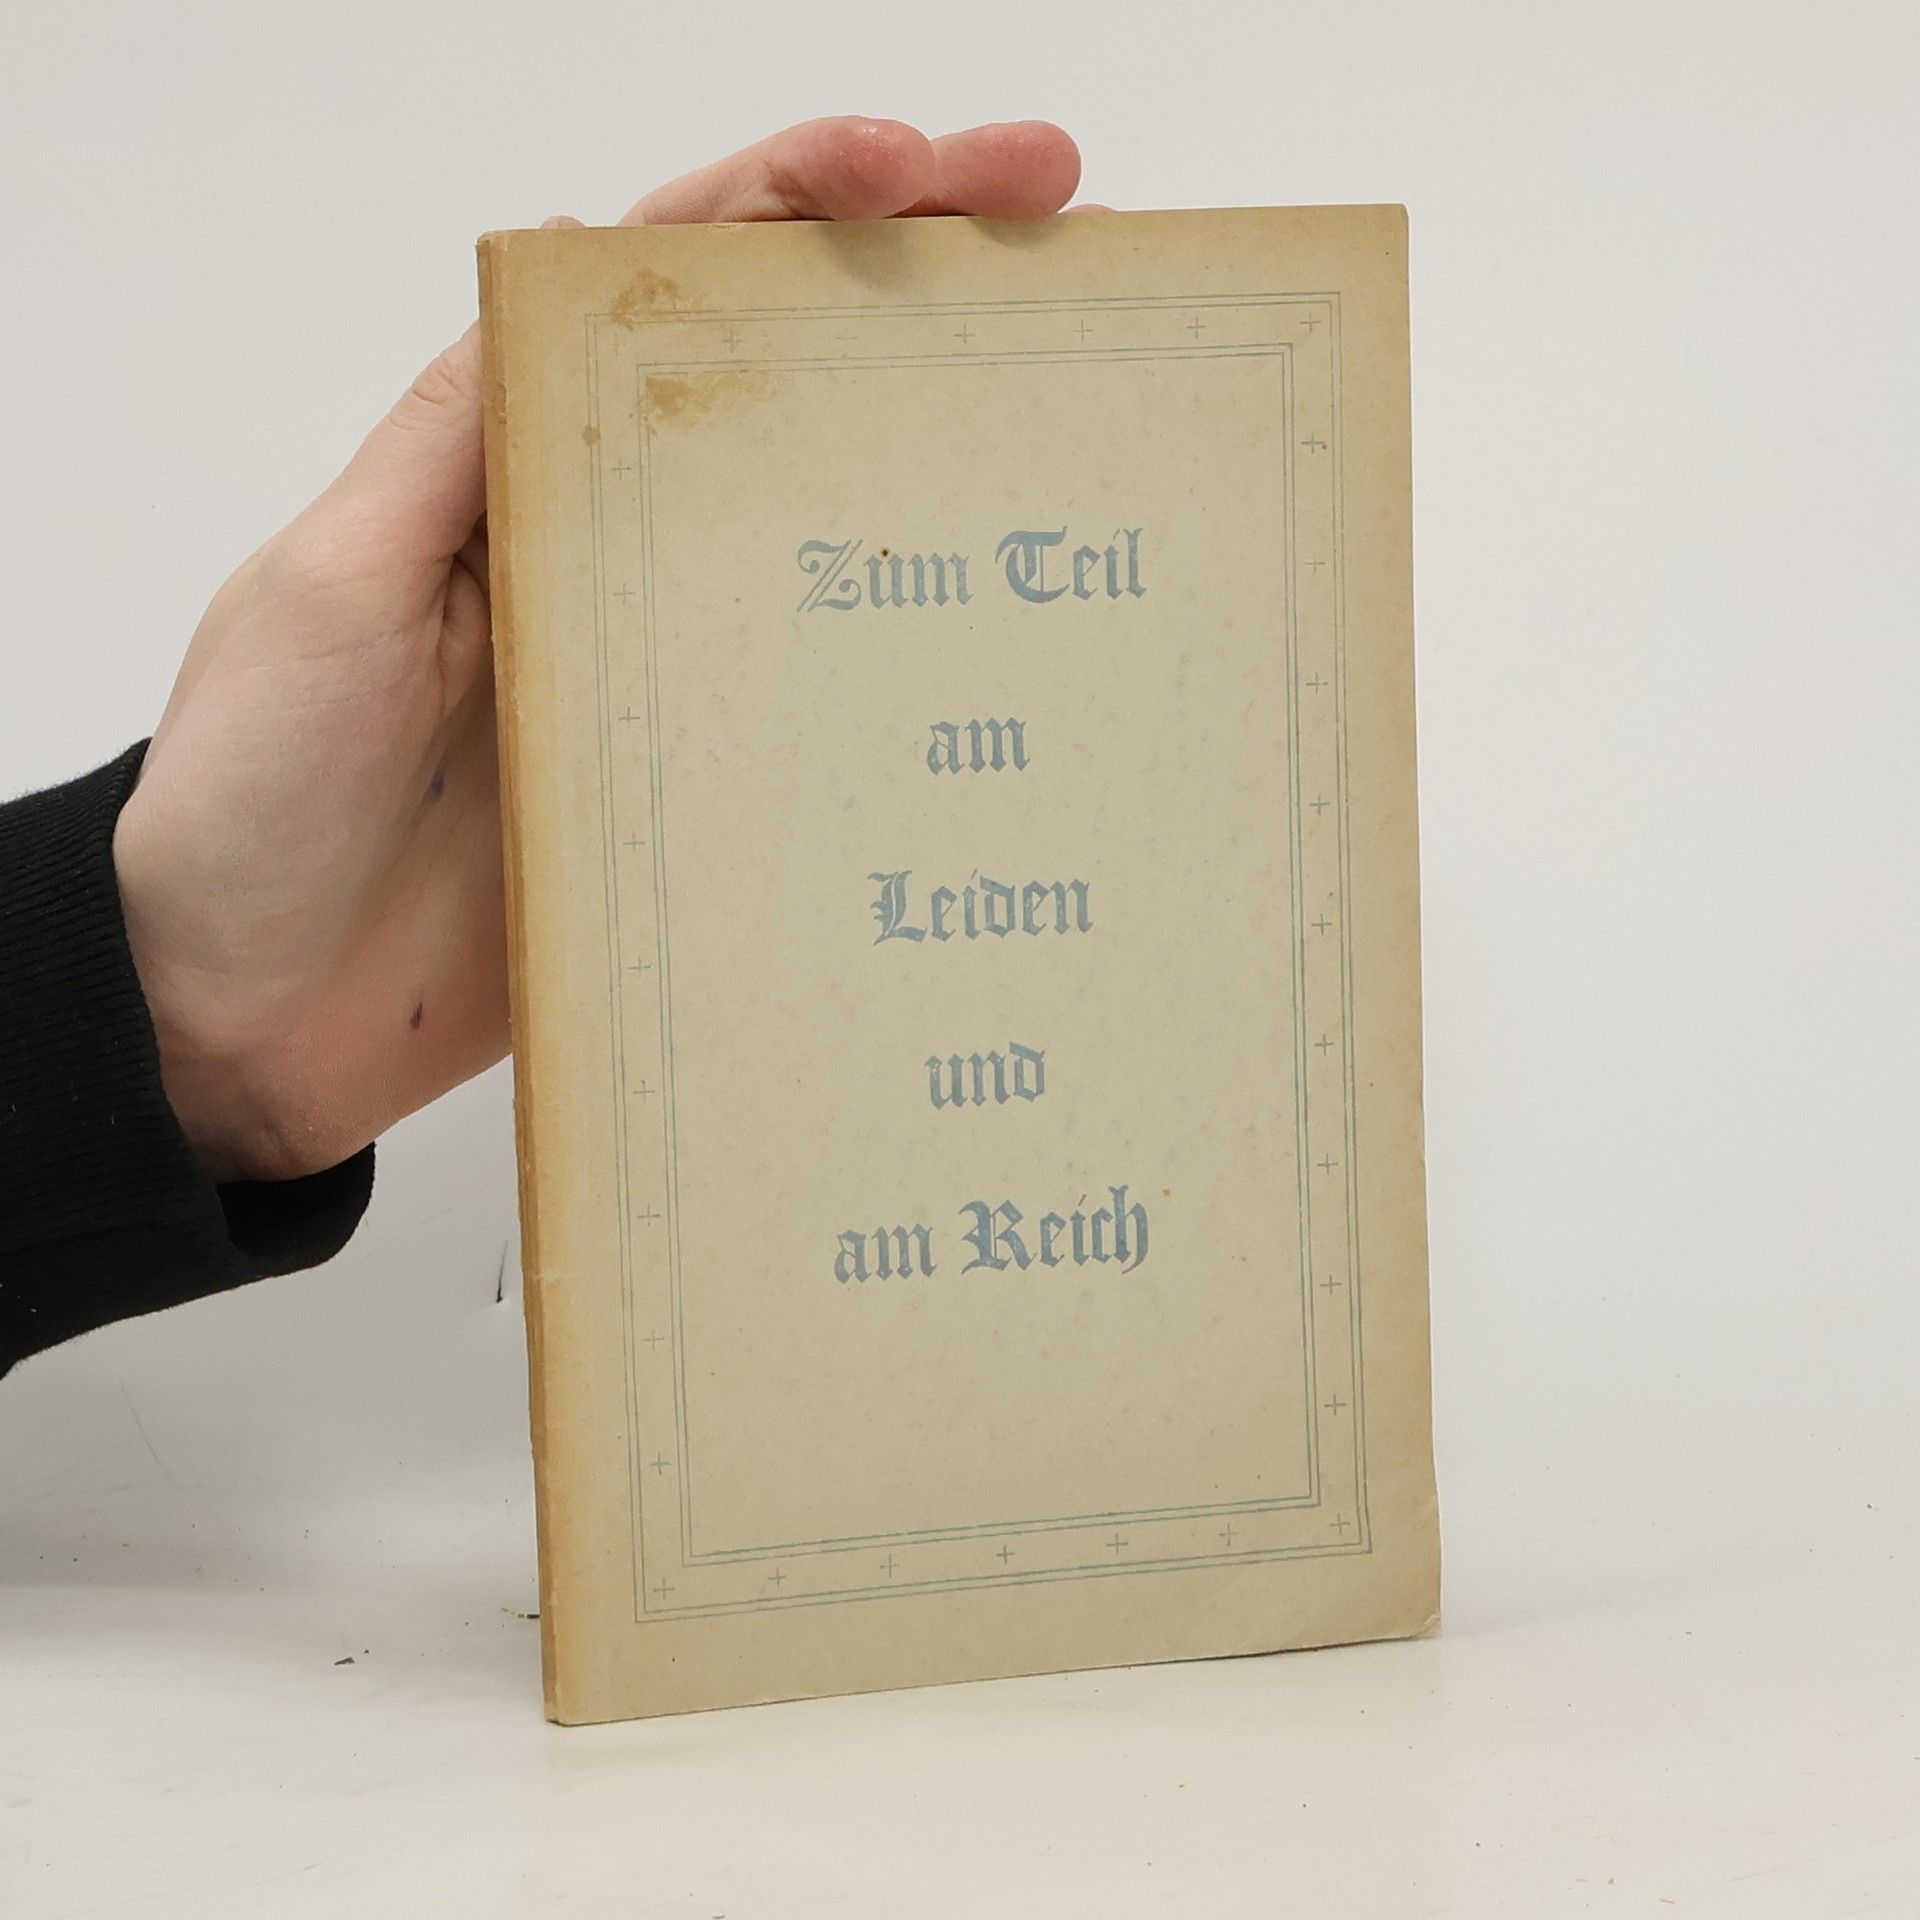 Zum Teil
am
Leiden
und
am Reich